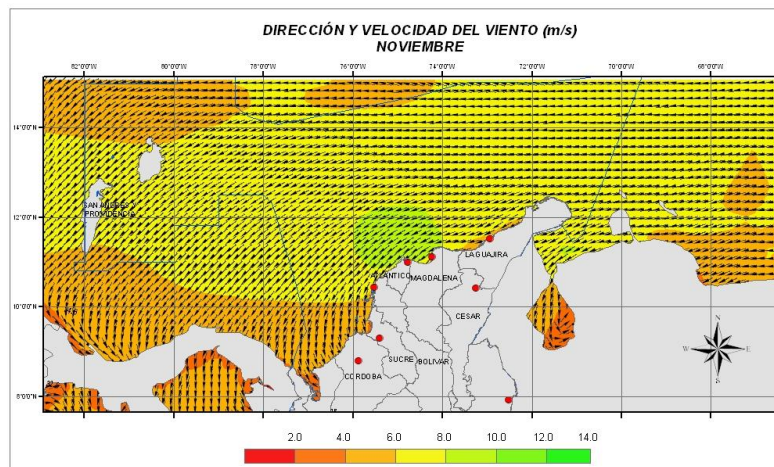 DIRECCIÓN Y VELOCIDAD DEL VIENTO (m/s)
NOVIEMBRE
82°0'0"W 80°0'0"W 78°0'0"W 76°0'0"W 74°0'0"W 72°0'0"W 70°0'0"W 68°0'0"W
14°0'0"N
SAN ANDRES Y
PROVIDENCIA
12°0'0"N
LA GUAJIRA
ATLANTICO
MAGDALENA
10°0'0"N
CESAR
SUCRE
BOLIVAR
CORDOBA
8°0'0"N
N
W E
S
2.0 4.0 6.0 8.0 10.0 12.0 14.0